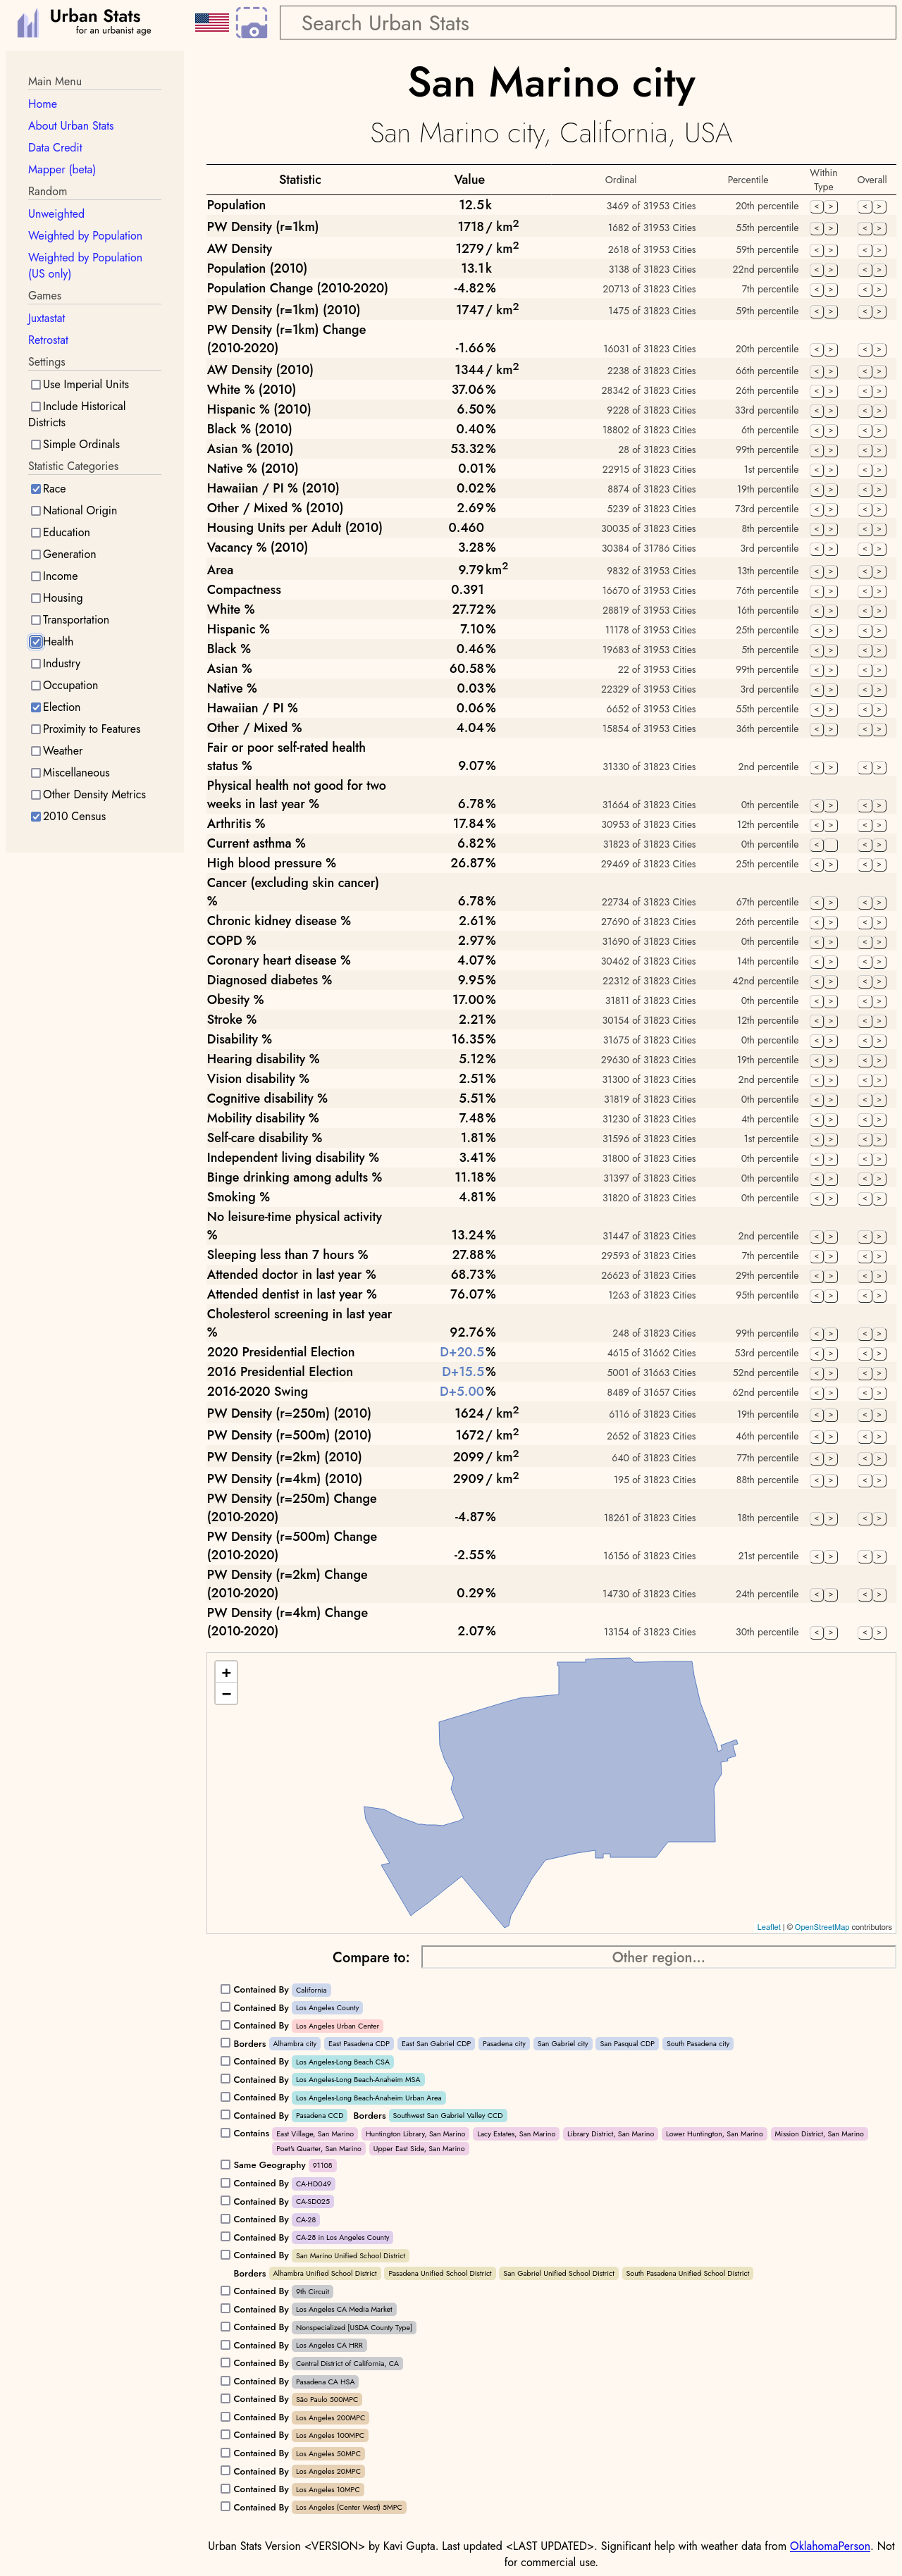 Urban Stats
for an urbanist age
Search Urban Stats
Main Menu
Home
About Urban Stats
Data Credit
Mapper (beta)
Random
Unweighted
Weighted by Population
Weighted by Population
(US only)
Games
Juxtastat
Retrostat
Settings
Use Imperial Units
Include Historical
Districts
Simple Ordinals
Statistic Categories
Race
National Origin
Education
Generation
Income
Housing
Transportation
Health
Industry
Occupation
Election
Proximity to Features
Weather
Miscellaneous
Other Density Metrics
2010 Census
San Marino city
San Marino city, California, USA
Statistic Value Ordinal Percentile Within Type Overall
Population 12.5k 3469 of 31953 Cities 20th percentile < > < >
PW Density (r=1km) 1718 / km² 1682 of 31953 Cities 55th percentile < > < >
AW Density 1279 / km² 2618 of 31953 Cities 59th percentile < > < >
Population (2010) 13.1k 3138 of 31823 Cities 22nd percentile < > < >
Population Change (2010-2020) -4.82% 20713 of 31823 Cities 7th percentile < > < >
PW Density (r=1km) (2010) 1747 / km² 1475 of 31823 Cities 59th percentile < > < >
PW Density (r=1km) Change
(2010-2020) -1.66% 16031 of 31823 Cities 20th percentile < > < >
AW Density (2010) 1344 / km² 2238 of 31823 Cities 66th percentile < > < >
White % (2010) 37.06% 28342 of 31823 Cities 26th percentile < > < >
Hispanic % (2010) 6.50% 9228 of 31823 Cities 33rd percentile < > < >
Black % (2010) 0.40% 18802 of 31823 Cities 6th percentile < > < >
Asian % (2010) 53.32% 28 of 31823 Cities 99th percentile < > < >
Native % (2010) 0.01% 22915 of 31823 Cities 1st percentile < > < >
Hawaiian / PI % (2010) 0.02% 8874 of 31823 Cities 19th percentile < > < >
Other / Mixed % (2010) 2.69% 5239 of 31823 Cities 73rd percentile < > < >
Housing Units per Adult (2010) 0.460 30035 of 31823 Cities 8th percentile < > < >
Vacancy % (2010) 3.28% 30384 of 31786 Cities 3rd percentile < > < >
Area 9.79km² 9832 of 31953 Cities 13th percentile < > < >
Compactness 0.391 16670 of 31953 Cities 76th percentile < > < >
White % 27.72% 28819 of 31953 Cities 16th percentile < > < >
Hispanic % 7.10% 11178 of 31953 Cities 25th percentile < > < >
Black % 0.46% 19683 of 31953 Cities 5th percentile < > < >
Asian % 60.58% 22 of 31953 Cities 99th percentile < > < >
Native % 0.03% 22329 of 31953 Cities 3rd percentile < > < >
Hawaiian / PI % 0.06% 6652 of 31953 Cities 55th percentile < > < >
Other / Mixed % 4.04% 15854 of 31953 Cities 36th percentile < > < >
Fair or poor self-rated health
status % 9.07% 31330 of 31823 Cities 2nd percentile < > < >
Physical health not good for two
weeks in last year % 6.78% 31664 of 31823 Cities 0th percentile < > < >
Arthritis % 17.84% 30953 of 31823 Cities 12th percentile < > < >
Current asthma % 6.82% 31823 of 31823 Cities 0th percentile < < >
High blood pressure % 26.87% 29469 of 31823 Cities 25th percentile < > < >
Cancer (excluding skin cancer)
% 6.78% 22734 of 31823 Cities 67th percentile < > < >
Chronic kidney disease % 2.61% 27690 of 31823 Cities 26th percentile < > < >
COPD % 2.97% 31690 of 31823 Cities 0th percentile < > < >
Coronary heart disease % 4.07% 30462 of 31823 Cities 14th percentile < > < >
Diagnosed diabetes % 9.95% 22312 of 31823 Cities 42nd percentile < > < >
Obesity % 17.00% 31811 of 31823 Cities 0th percentile < > < >
Stroke % 2.21% 30154 of 31823 Cities 12th percentile < > < >
Disability % 16.35% 31675 of 31823 Cities 0th percentile < > < >
Hearing disability % 5.12% 29630 of 31823 Cities 19th percentile < > < >
Vision disability % 2.51% 31300 of 31823 Cities 2nd percentile < > < >
Cognitive disability % 5.51% 31819 of 31823 Cities 0th percentile < > < >
Mobility disability % 7.48% 31230 of 31823 Cities 4th percentile < > < >
Self-care disability % 1.81% 31596 of 31823 Cities 1st percentile < > < >
Independent living disability % 3.41% 31800 of 31823 Cities 0th percentile < > < >
Binge drinking among adults % 11.18% 31397 of 31823 Cities 0th percentile < > < >
Smoking % 4.81% 31820 of 31823 Cities 0th percentile < > < >
No leisure-time physical activity
% 13.24% 31447 of 31823 Cities 2nd percentile < > < >
Sleeping less than 7 hours % 27.88% 29593 of 31823 Cities 7th percentile < > < >
Attended doctor in last year % 68.73% 26623 of 31823 Cities 29th percentile < > < >
Attended dentist in last year % 76.07% 1263 of 31823 Cities 95th percentile < > < >
Cholesterol screening in last year
% 92.76% 248 of 31823 Cities 99th percentile < > < >
2020 Presidential Election D+20.5% 4615 of 31662 Cities 53rd percentile < > < >
2016 Presidential Election D+15.5% 5001 of 31663 Cities 52nd percentile < > < >
2016-2020 Swing D+5.00% 8489 of 31657 Cities 62nd percentile < > < >
PW Density (r=250m) (2010) 1624 / km² 6116 of 31823 Cities 19th percentile < > < >
PW Density (r=500m) (2010) 1672 / km² 2652 of 31823 Cities 46th percentile < > < >
PW Density (r=2km) (2010) 2099 / km² 640 of 31823 Cities 77th percentile < > < >
PW Density (r=4km) (2010) 2909 / km² 195 of 31823 Cities 88th percentile < > < >
PW Density (r=250m) Change
(2010-2020) -4.87% 18261 of 31823 Cities 18th percentile < > < >
PW Density (r=500m) Change
(2010-2020) -2.55% 16156 of 31823 Cities 21st percentile < > < >
PW Density (r=2km) Change
(2010-2020) 0.29% 14730 of 31823 Cities 24th percentile < > < >
PW Density (r=4km) Change
(2010-2020) 2.07% 13154 of 31823 Cities 30th percentile < > < >
+
−
Leaflet | © OpenStreetMap contributors
Compare to: Other region...
Contained By California
Contained By Los Angeles County
Contained By Los Angeles Urban Center
Borders Alhambra city East Pasadena CDP East San Gabriel CDP Pasadena city San Gabriel city San Pasqual CDP South Pasadena city
Contained By Los Angeles-Long Beach CSA
Contained By Los Angeles-Long Beach-Anaheim MSA
Contained By Los Angeles-Long Beach-Anaheim Urban Area
Contained By Pasadena CCD Borders Southwest San Gabriel Valley CCD
Contains East Village, San Marino Huntington Library, San Marino Lacy Estates, San Marino Library District, San Marino Lower Huntington, San Marino Mission District, San Marino
Poet's Quarter, San Marino Upper East Side, San Marino
Same Geography 91108
Contained By CA-HD049
Contained By CA-SD025
Contained By CA-28
Contained By CA-28 in Los Angeles County
Contained By San Marino Unified School District
Borders Alhambra Unified School District Pasadena Unified School District San Gabriel Unified School District South Pasadena Unified School District
Contained By 9th Circuit
Contained By Los Angeles CA Media Market
Contained By Nonspecialized [USDA County Type]
Contained By Los Angeles CA HRR
Contained By Central District of California, CA
Contained By Pasadena CA HSA
Contained By São Paulo 500MPC
Contained By Los Angeles 200MPC
Contained By Los Angeles 100MPC
Contained By Los Angeles 50MPC
Contained By Los Angeles 20MPC
Contained By Los Angeles 10MPC
Contained By Los Angeles (Center West) 5MPC
Urban Stats Version <VERSION> by Kavi Gupta. Last updated <LAST UPDATED>. Significant help with weather data from OklahomaPerson. Not
for commercial use.